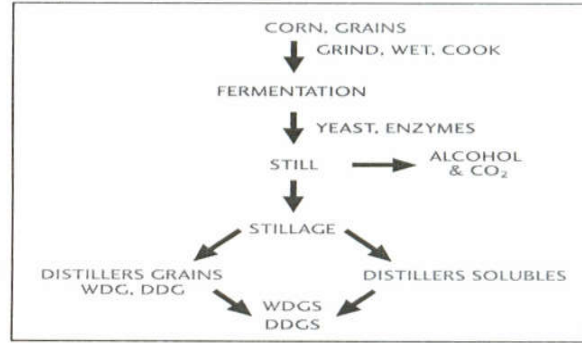 CORN, GRAINS
GRIND, WET, COOK
FERMENTATION
YEAST, ENZYMES
STILL
ALCOHOL
& CO₂
STILLAGE
DISTILLERS GRAINS
WDG, DDG
DISTILLERS SOLUBLES
WDGS
DDGS